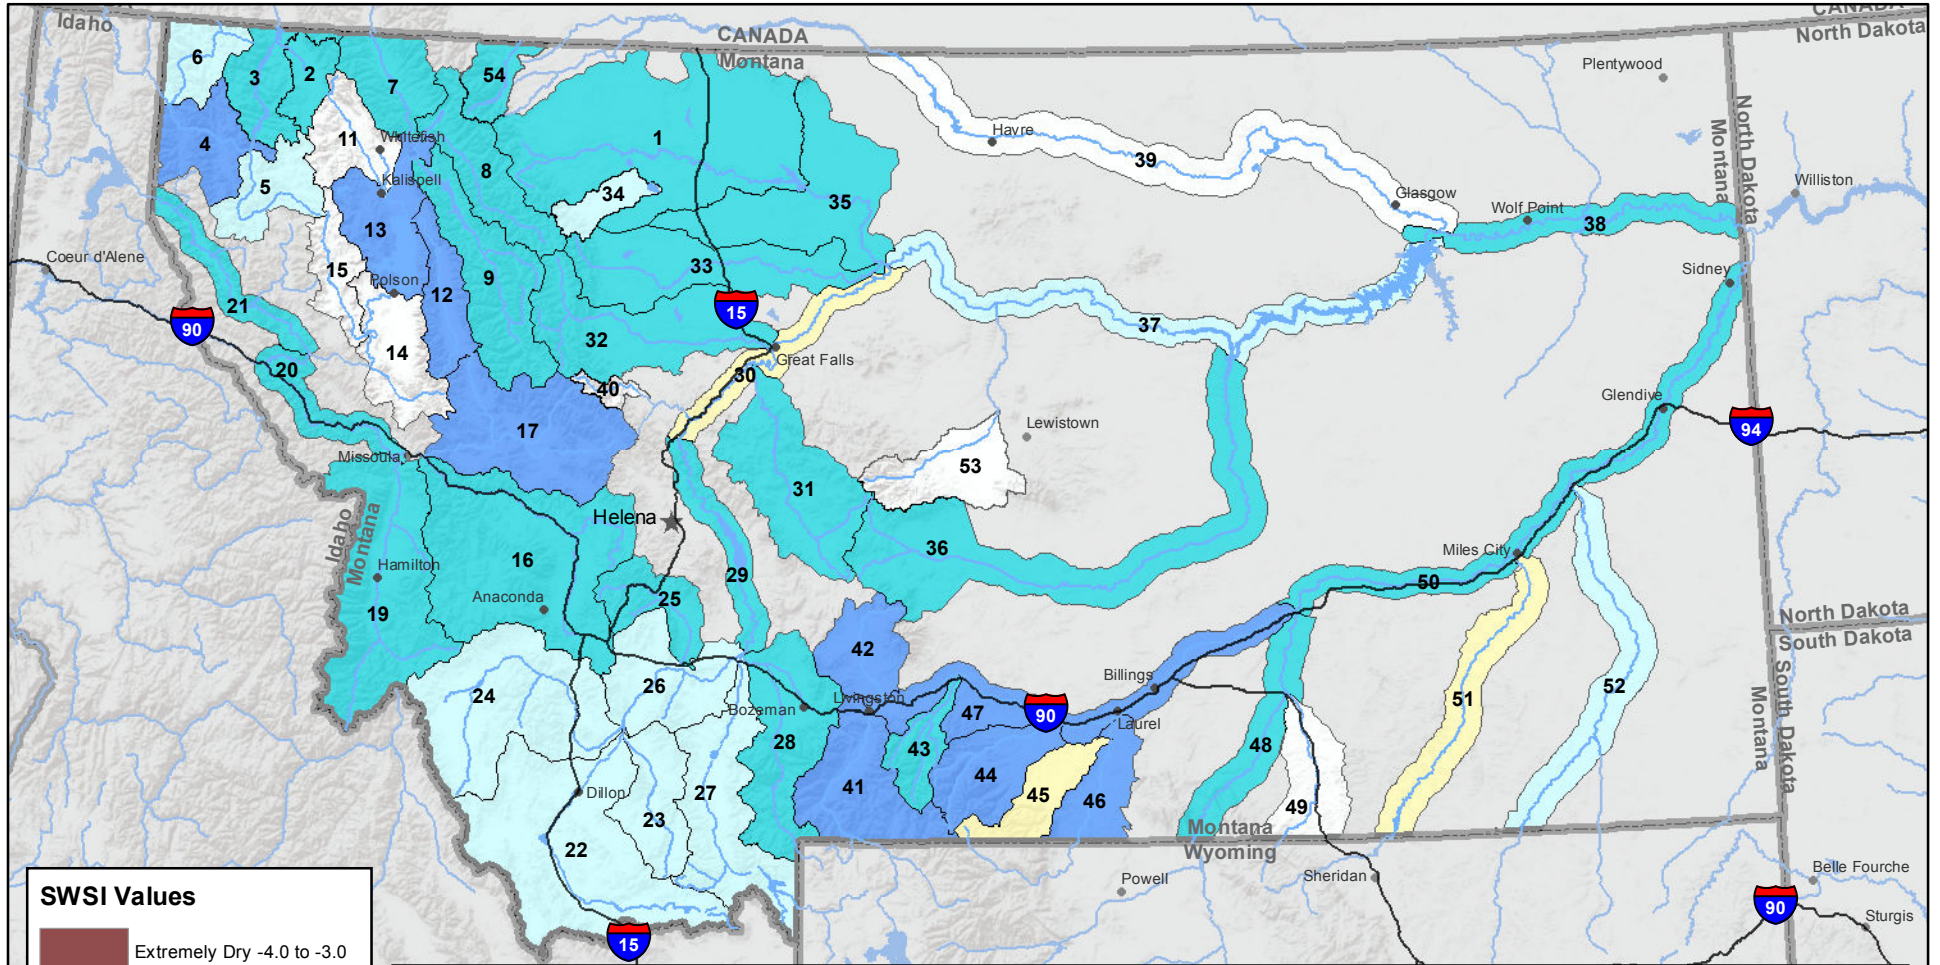 CANADA
Idaho
CANADA
Montana
North Dakota
6
3
2
7
54
Plentywood
1
4
11
Whitefish
Havre
39
North Dakota
Montana
8
5
Kalispell
34
35
Glasgow
Williston
Wolf Point
38
13
Coeur d'Alene
15
Polson
12
9
33
Sidney
21
90
15
37
14
32
Great Falls
20
30
40
Glendive
17
Lewistown
94
Missoula
53
31
Helena
Idaho
Montana
16
36
Miles City
Hamilton
29
50
Anaconda
25
19
North Dakota
South Dakota
42
24
26
Livingston
Billings
52
51
Bozeman
47
90
Laurel
South Dakota
Montana
28
43
48
44
41
45
46
27
Dillon
49
23
22
Montana
Wyoming
Powell
Sheridan
Belle Fourche
90
Sturgis
15
SWSI Values
Extremely Dry -4.0 to -3.0